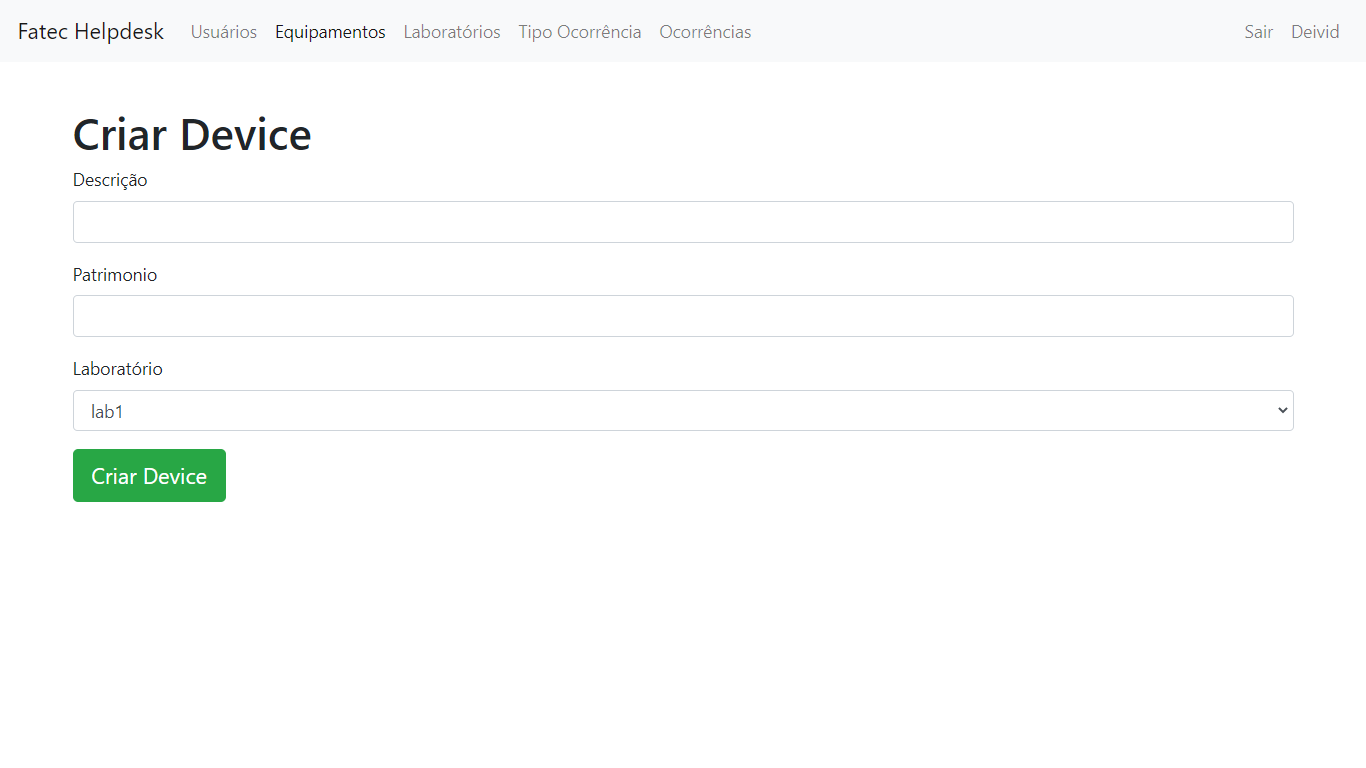 Fatec Helpdesk Usuários Equipamentos Laboratórios Tipo Ocorrência Ocorrências Sair Deivid
Criar Device
Descrição
Patrimonio
Laboratório
lab1
Criar Device